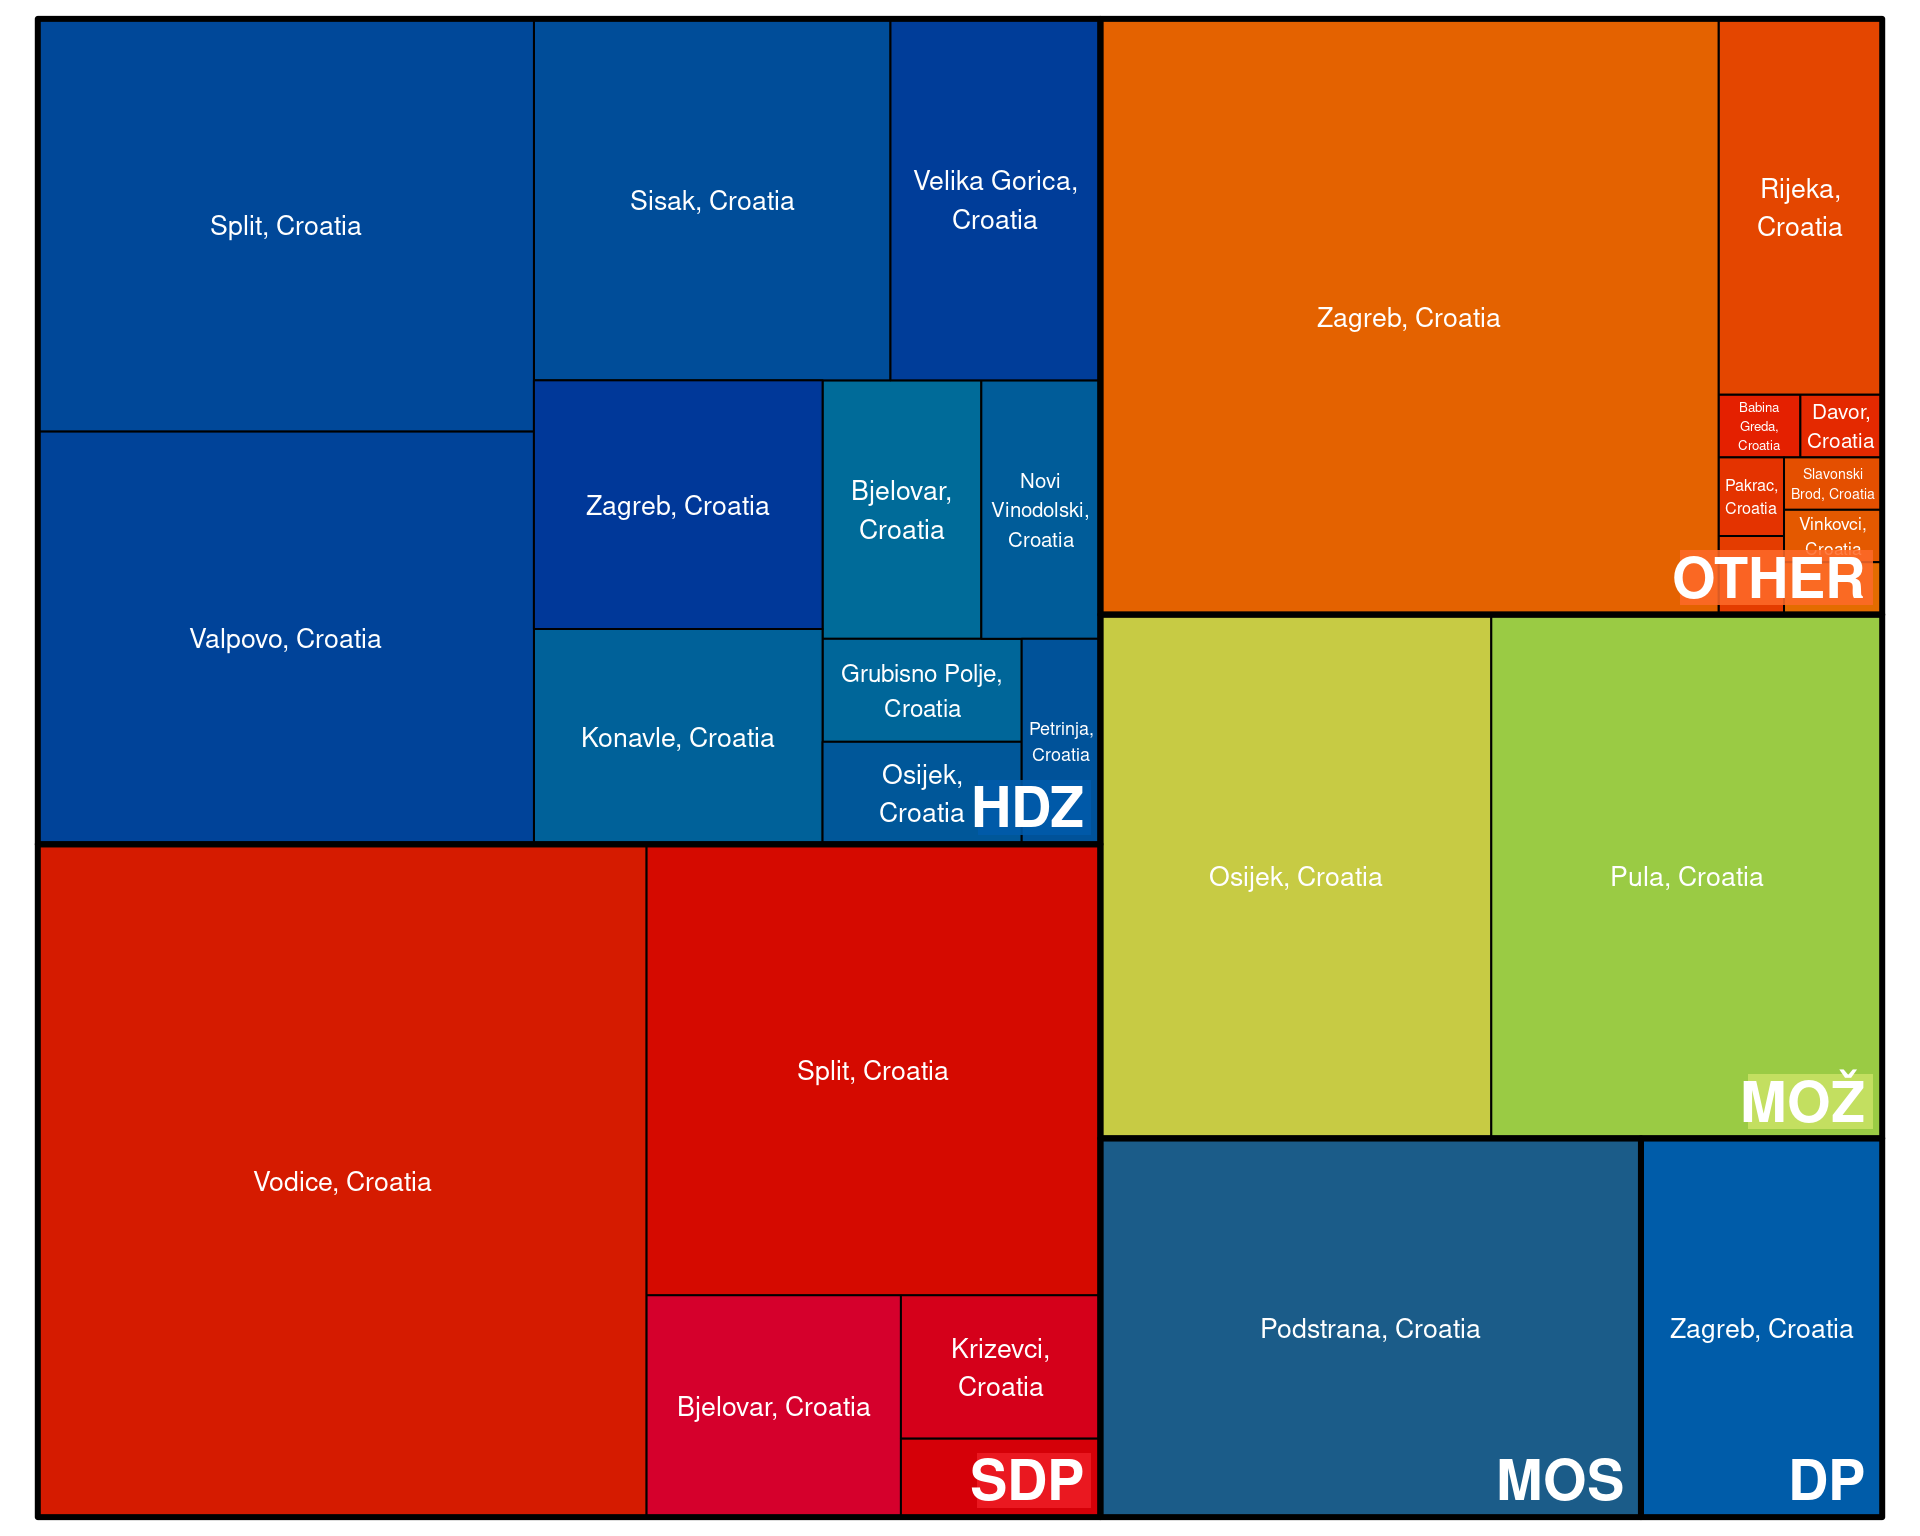 Split, Croatia
Sisak, Croatia
Velika Gorica,
Croatia
Valpovo, Croatia
Zagreb, Croatia
Bjelovar,
Croatia
Novi
Vinodolski,
Croatia
Konavle, Croatia
Grubisno Polje,
Croatia
Petrinja,
Croatia
Osijek,
Croatia
HDZ
Zagreb, Croatia
Rijeka,
Croatia
Babina
Greda,
Croatia
Davor,
Croatia
Pakrac,
Croatia
Slavonski
Brod, Croatia
Vinkovci,
Croatia
OTHER
Vodice, Croatia
Split, Croatia
Bjelovar, Croatia
Krizevci,
Croatia
SDP
Osijek, Croatia
Pula, Croatia
MOŽ
Podstrana, Croatia
MOS
Zagreb, Croatia
DP